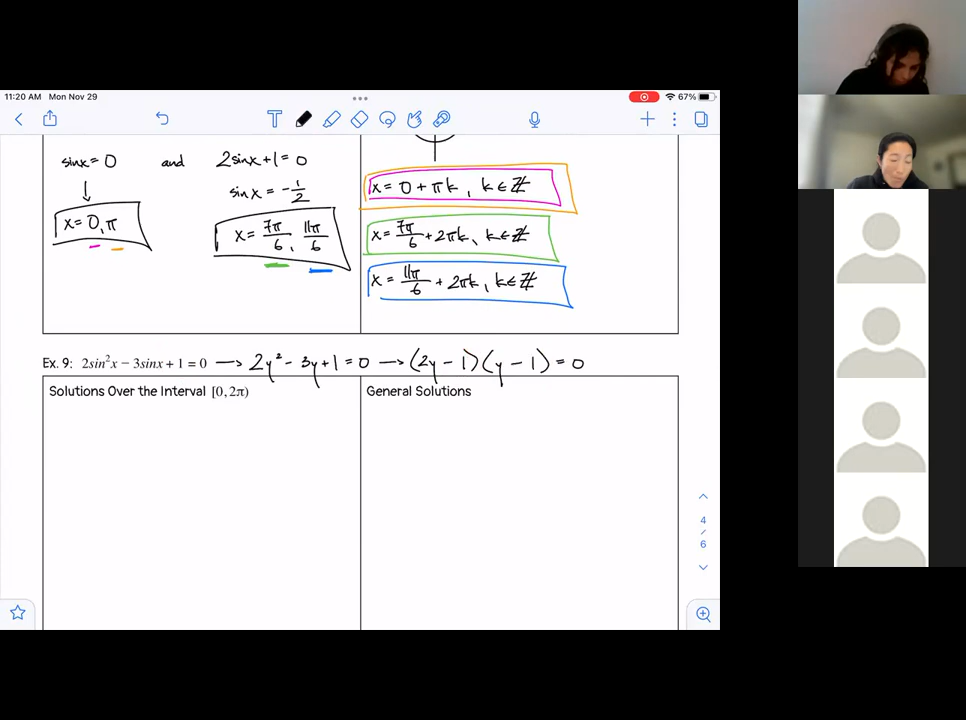 11:20 AM Mon Nov 29
67%
sinx = 0 and 2sinx + 1 = 0
sinx = -1/2
x = 0, π
x = 7π/6, 11π/6
x = 0 + πk, k ∈ ℤ
x = 7π/6 + 2πk, k ∈ ℤ
x = 11π/6 + 2πk, k ∈ ℤ
Ex. 9: 2sin²x − 3sinx + 1 = 0 → 2y² − 3y + 1 = 0 → (2y − 1)(y − 1) = 0
Solutions Over the Interval [0, 2π)
General Solutions
4
/
6